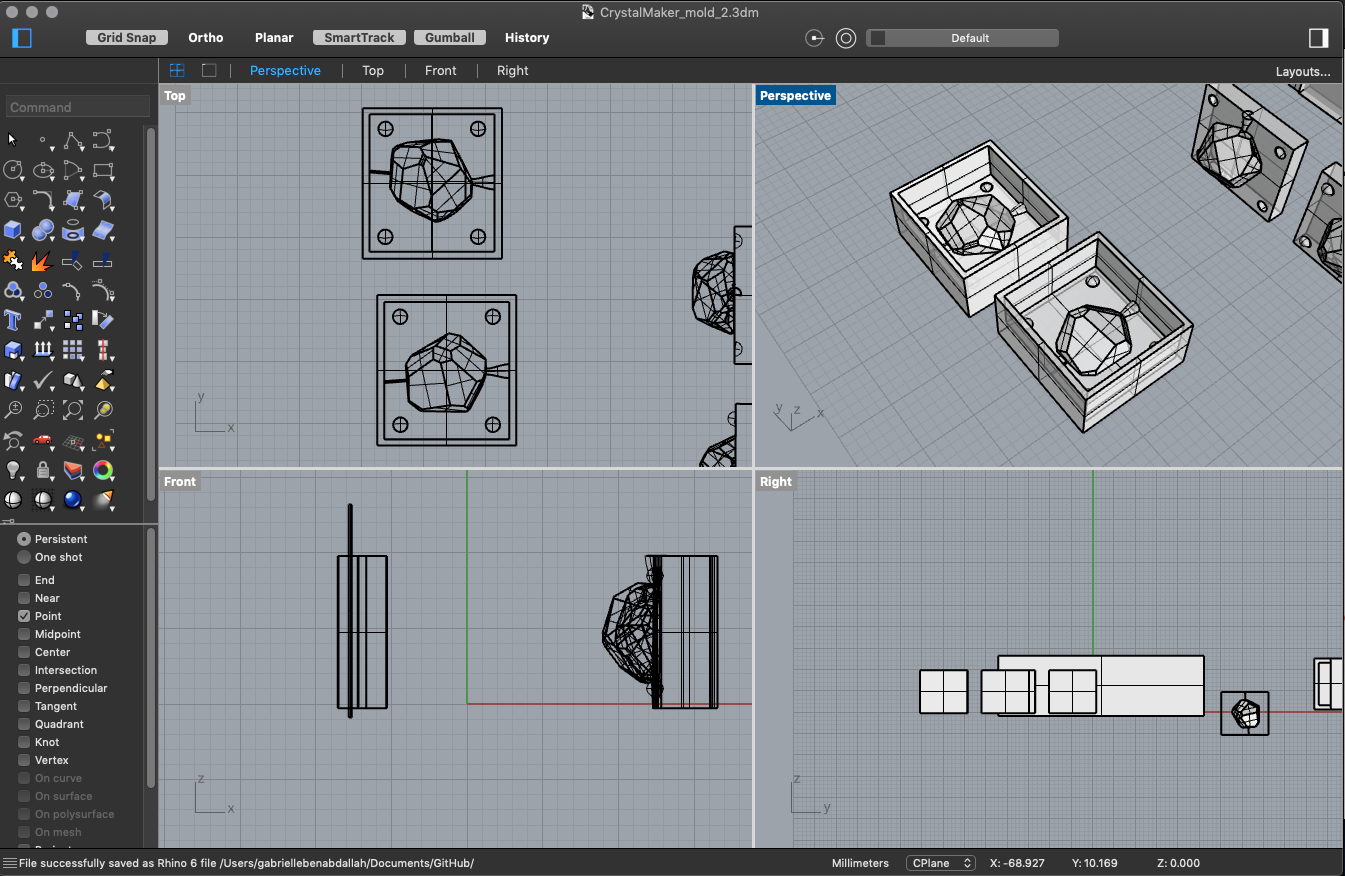 CrystalMaker_mold_2.3dm
Grid Snap Ortho Planar SmartTrack Gumball History Default
Perspective Top Front Right Layouts...
Command
Top
y
x
Perspective
y z x
Front
z
x
Right
z
y
Persistent
One shot
End
Near
Point
Midpoint
Center
Intersection
Perpendicular
Tangent
Quadrant
Knot
Vertex
On curve
On surface
On polysurface
On mesh
File successfully saved as Rhino 6 file /Users/gabriellebenabdallah/Documents/GitHub/ Millimeters CPlane X: -68.927 Y: 10.169 Z: 0.000